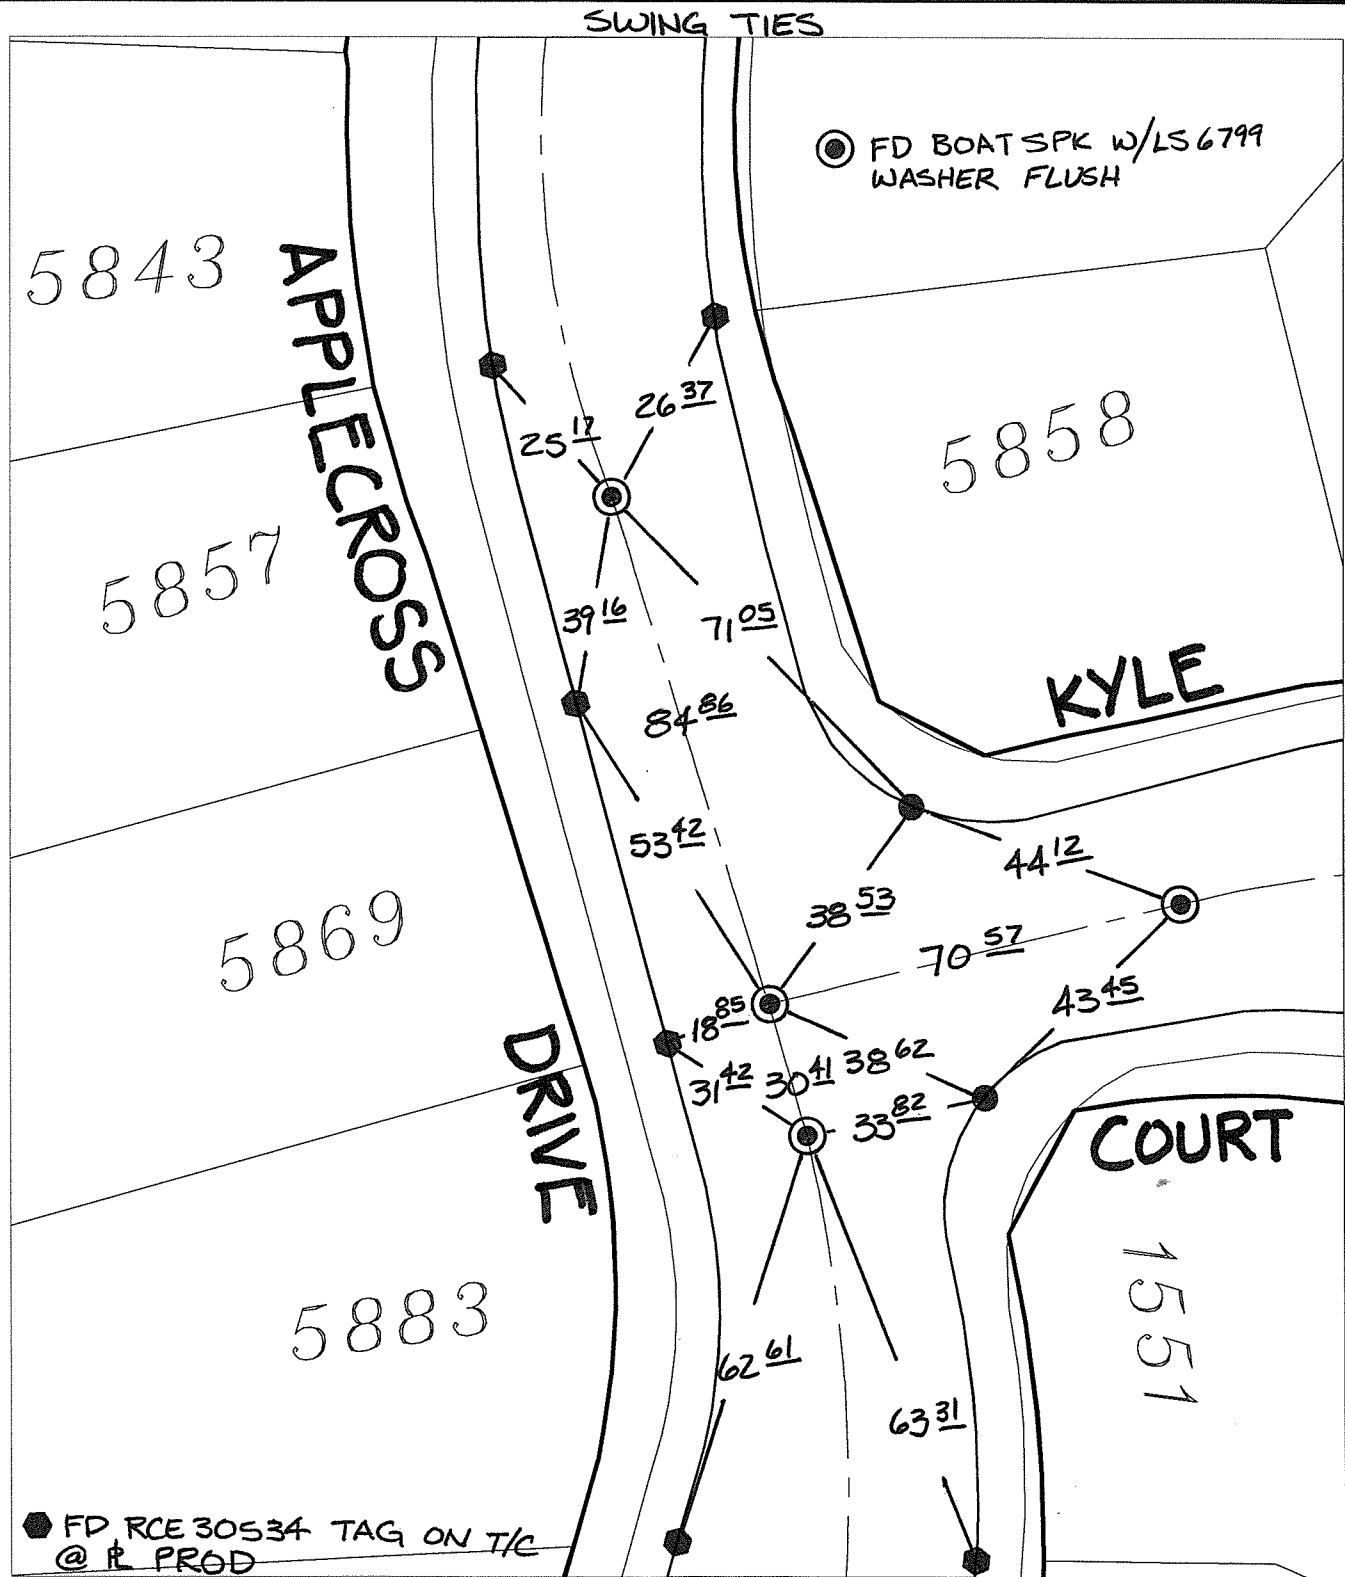 SWING TIES
FD BOAT SPK W/LS 6799
WASHER FLUSH
5843
APPLECROSS
5858
26 37
25 17
5857
39 16
71 05
KYLE
84 86
53 42
44 12
38 53
5869
70 57
43 45
18 85
DRIVE
31 42
30 41
38 62
33 82
COURT
1551
5883
62 61
63 31
FD RCE 30534 TAG ON T/C
@ PL PROD